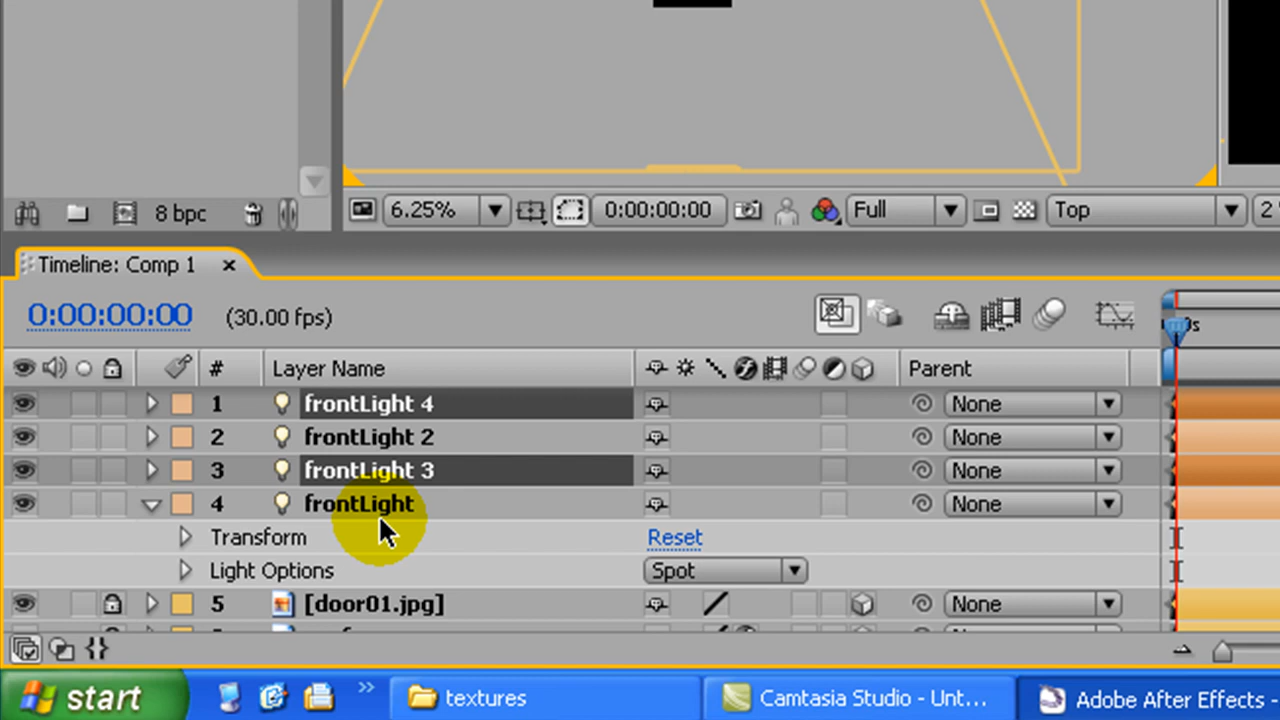 8 bpc
6.25%
0:00:00:00
Full
Top
2
Timeline: Comp 1
0:00:00:00
(30.00 fps)
#
Layer Name
Parent
1
frontLight 4
None
2
frontLight 2
None
3
frontLight 3
None
4
frontLight
None
Transform
Reset
Light Options
Spot
5
[door01.jpg]
None
start
textures
Camtasia Studio - Unt...
Adobe After Effects -